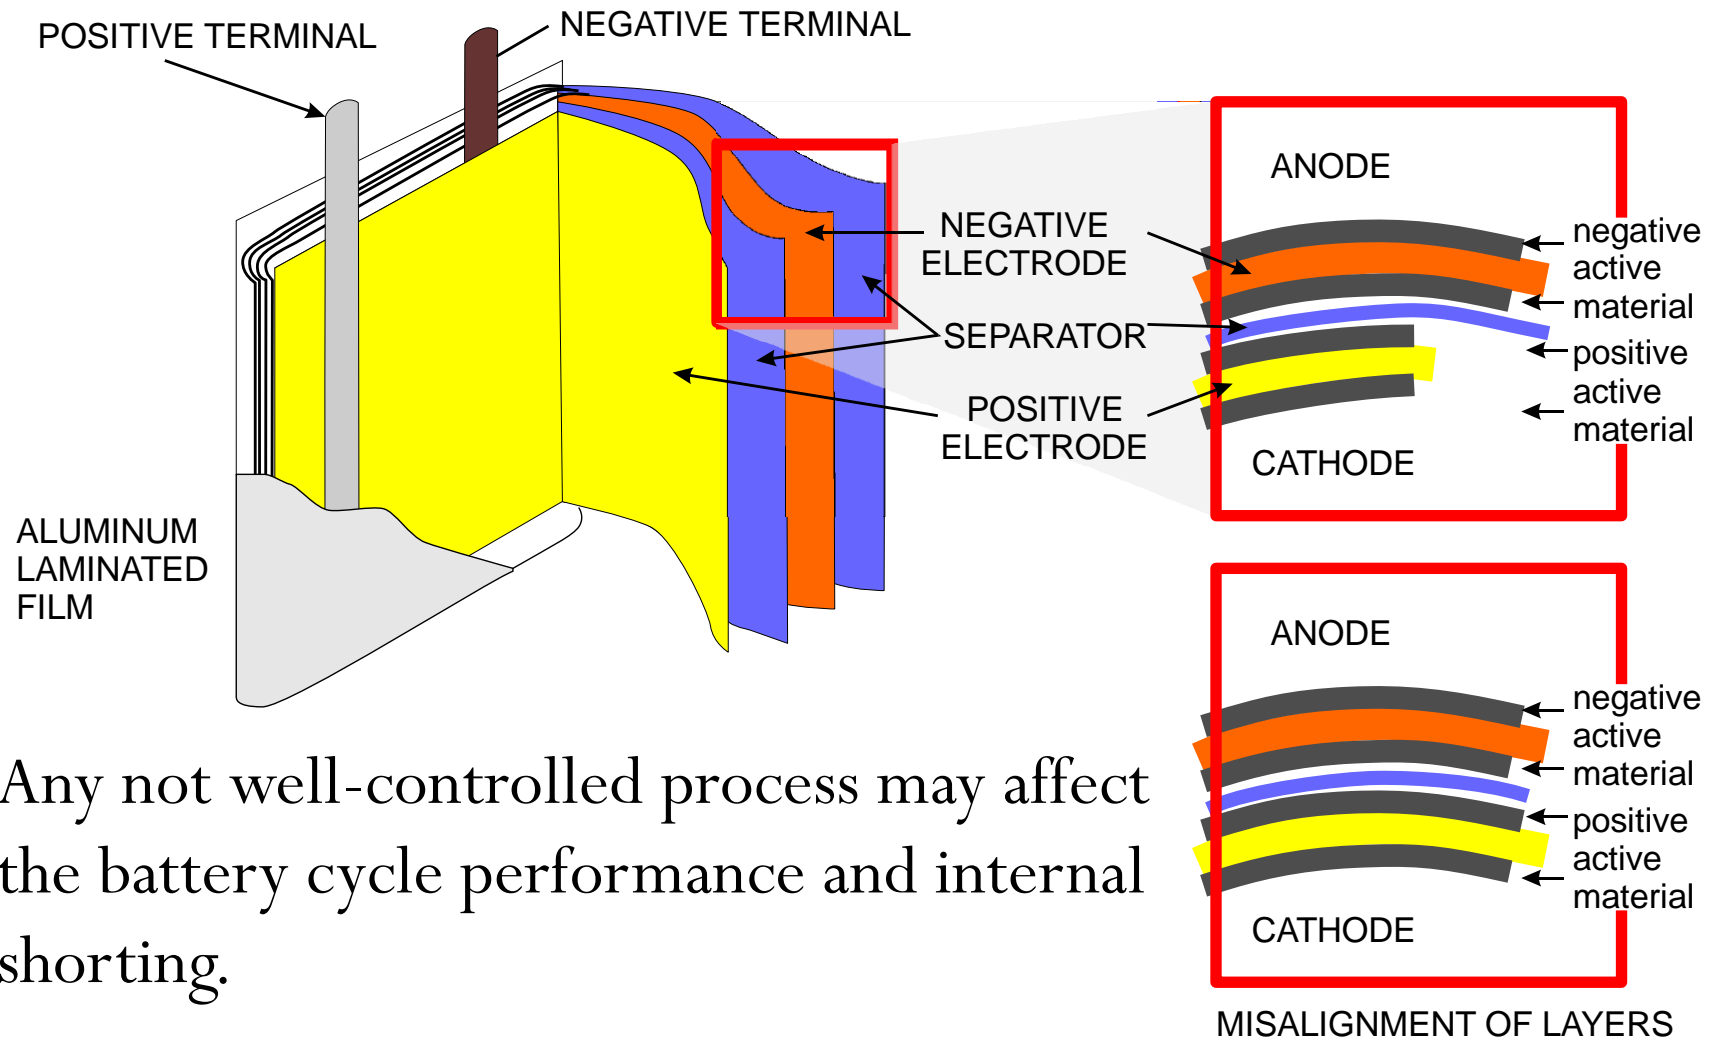 POSITIVE TERMINAL
NEGATIVE TERMINAL
NEGATIVE
ELECTRODE
SEPARATOR
POSITIVE
ELECTRODE
ALUMINUM
LAMINATED
FILM
ANODE
negative
active
material
positive
active
material
CATHODE
ANODE
negative
active
material
positive
active
material
CATHODE
MISALIGNMENT OF LAYERS
Any not well-controlled process may affect
the battery cycle performance and internal
shorting.